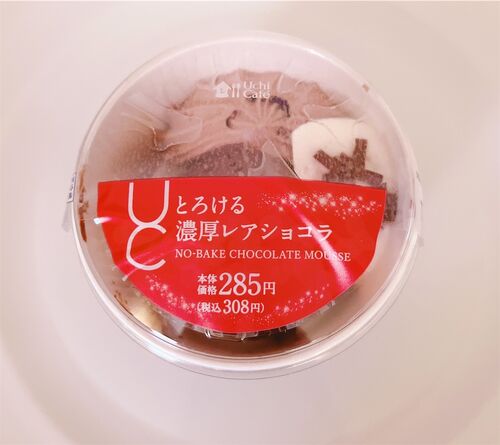 Uchi
Café
UC
とろける
濃厚レアショコラ
NO-BAKE CHOCOLATE MOUSSE
本体
価格285円
(税込308円)